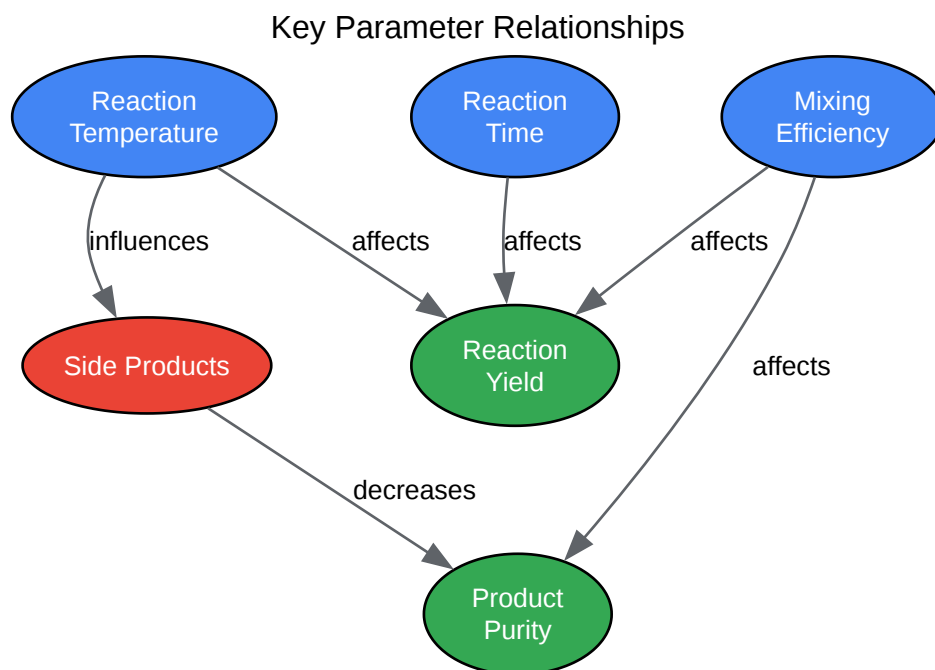 Key Parameter Relationships
Reaction
Temperature
Reaction
Time
Mixing
Efficiency
influences
affects
affects
affects
Side Products
Reaction
Yield
affects
decreases
Product
Purity